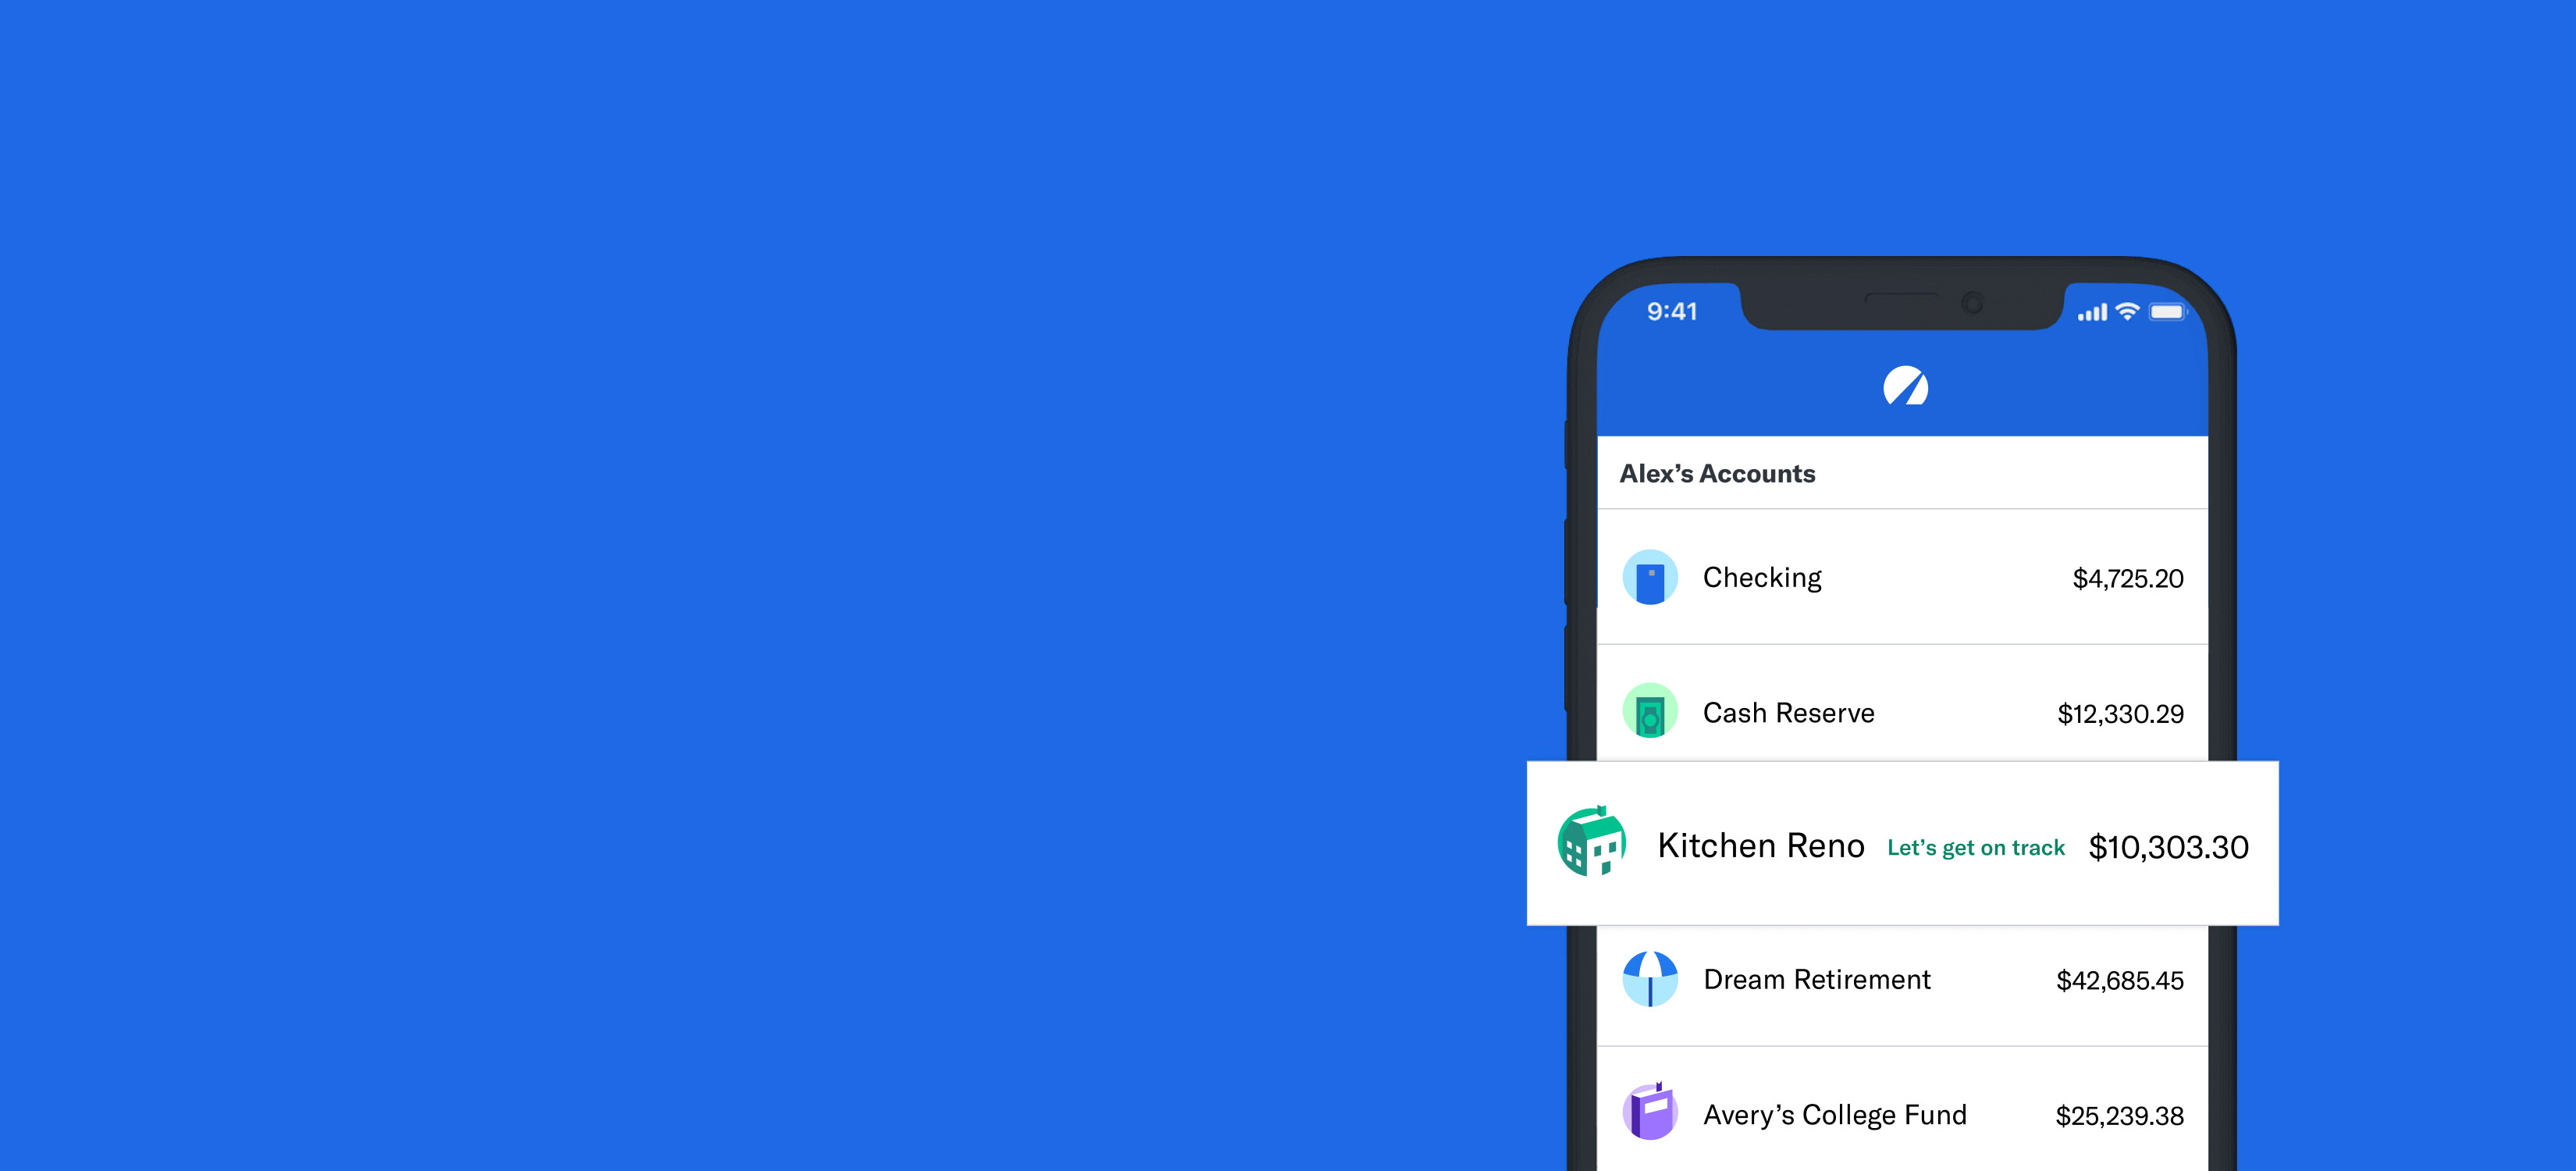 9:41
Alex’s Accounts
Checking $4,725.20
Cash Reserve $12,330.29
Kitchen Reno Let’s get on track $10,303.30
Dream Retirement $42,685.45
Avery’s College Fund $25,239.38